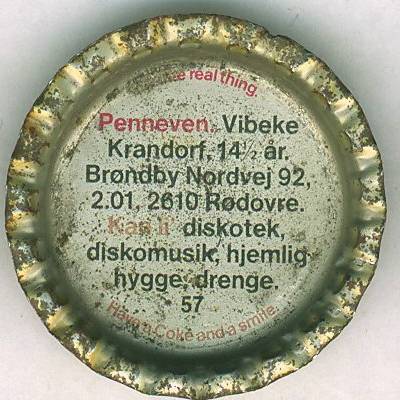 the real thing.
Penneven. Vibeke
Krandorf, 14½ år.
Brøndby Nordvej 92,
2.01, 2610 Rødovre.
Kan li' diskotek,
diskomusik, hjemlig
hygge, drenge.
57
Have a Coke and a smile.